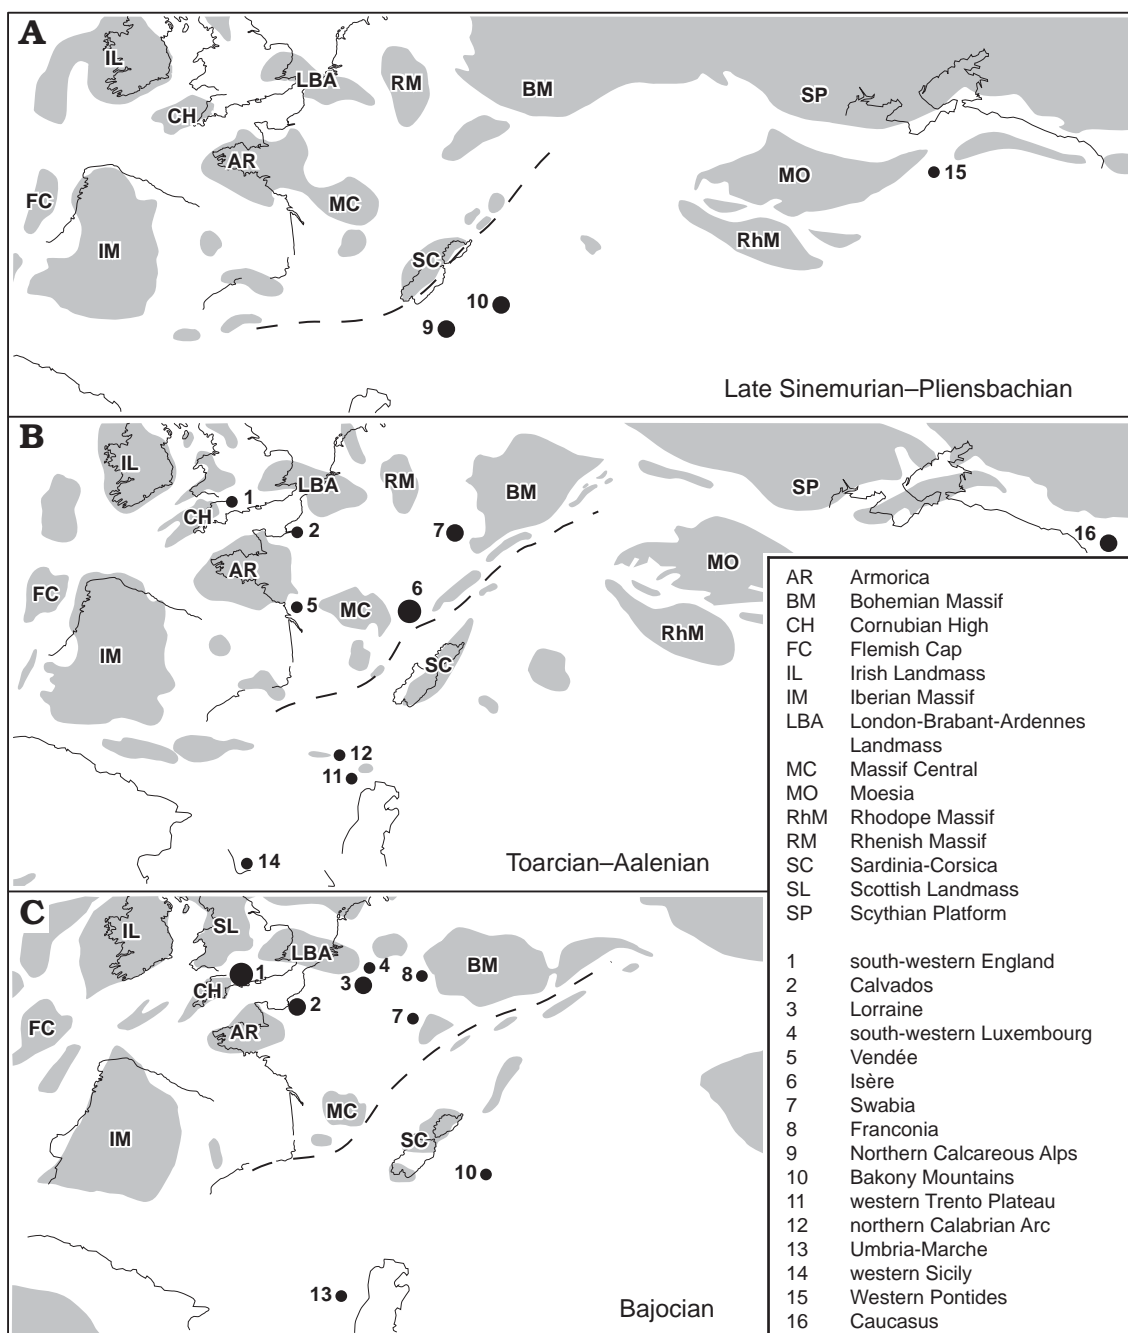 A
IL
LBA
RM
BM
SP
CH
AR
MC
FC
IM
SC
MO
RhM
15
10
9
Late Sinemurian–Pliensbachian
B
IL
LBA
RM
BM
SP
CH
1
2
7
16
AR
MO
FC
5
MC
6
IM
SC
RhM
12
11
14
Toarcian–Aalenian
C
IL
SL
LBA
4
BM
1
3
8
CH
2
7
FC
AR
MC
IM
SC
10
13
Bajocian
AR Armorica
BM Bohemian Massif
CH Cornubian High
FC Flemish Cap
IL Irish Landmass
IM Iberian Massif
LBA London-Brabant-Ardennes
Landmass
MC Massif Central
MO Moesia
RhM Rhodope Massif
RM Rhenish Massif
SC Sardinia-Corsica
SL Scottish Landmass
SP Scythian Platform
1 south-western England
2 Calvados
3 Lorraine
4 south-western Luxembourg
5 Vendée
6 Isère
7 Swabia
8 Franconia
9 Northern Calcareous Alps
10 Bakony Mountains
11 western Trento Plateau
12 northern Calabrian Arc
13 Umbria-Marche
14 western Sicily
15 Western Pontides
16 Caucasus